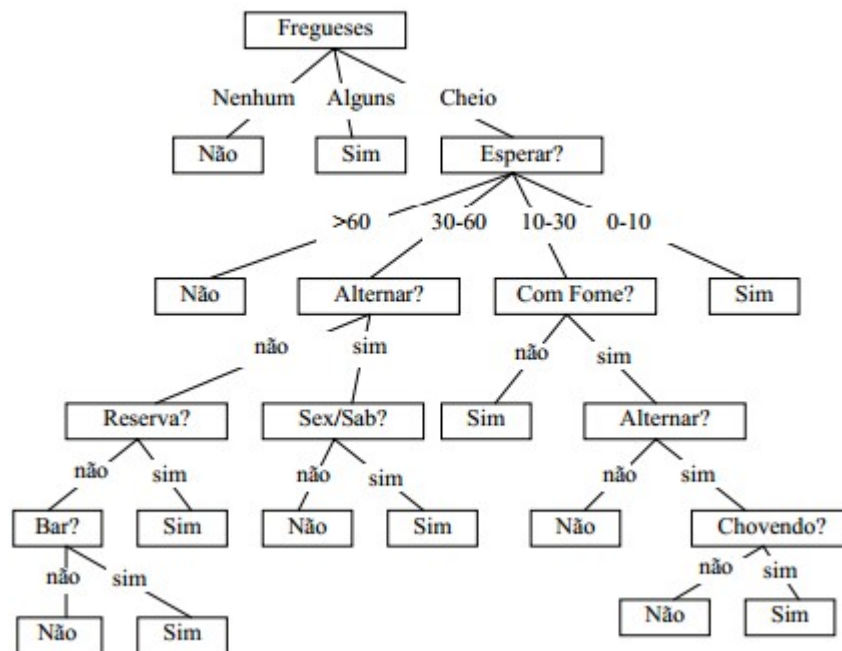 Fregueses
Nenhum Alguns Cheio
Não Sim Esperar?
>60 30-60 10-30 0-10
Não Alternar? Com Fome? Sim
não sim não sim
Reserva? Sex/Sab? Sim Alternar?
não sim não sim não sim
Bar? Sim Não Sim Não Chovendo?
não sim não sim
Não Sim Não Sim